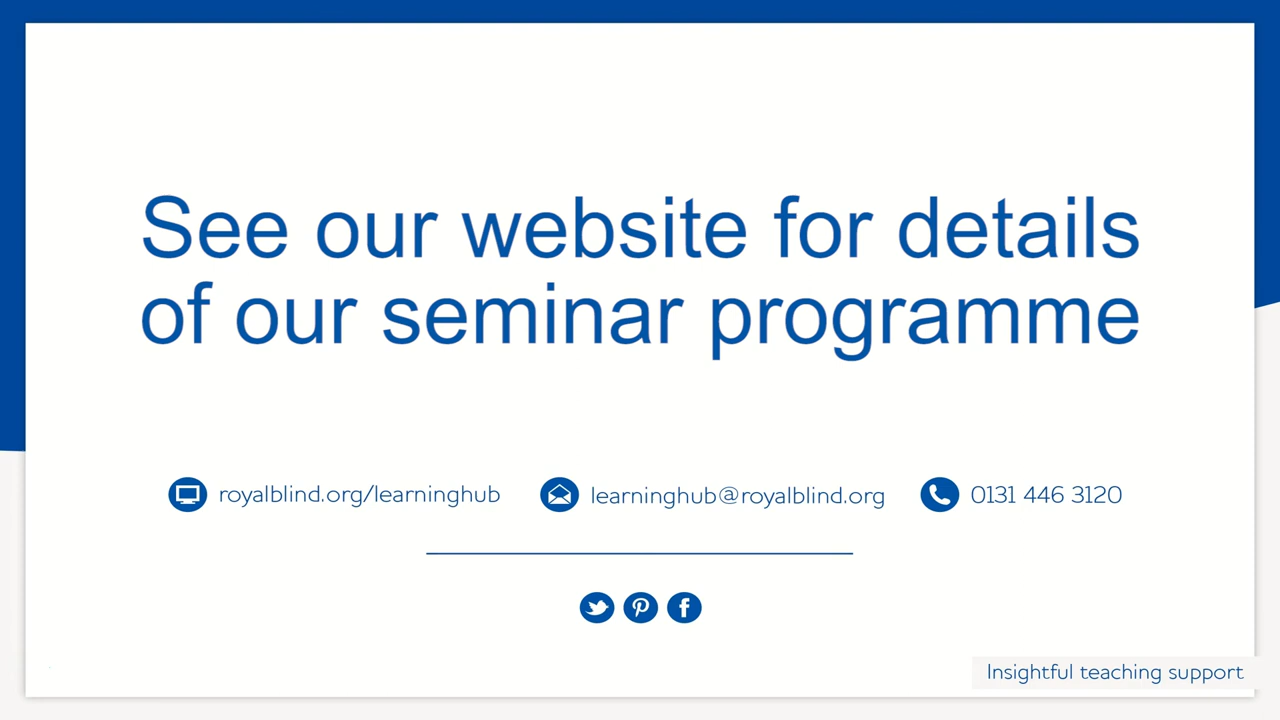 See our website for details
of our seminar programme
royalblind.org/learninghub
learninghub@royalblind.org
0131 446 3120
Insightful teaching support